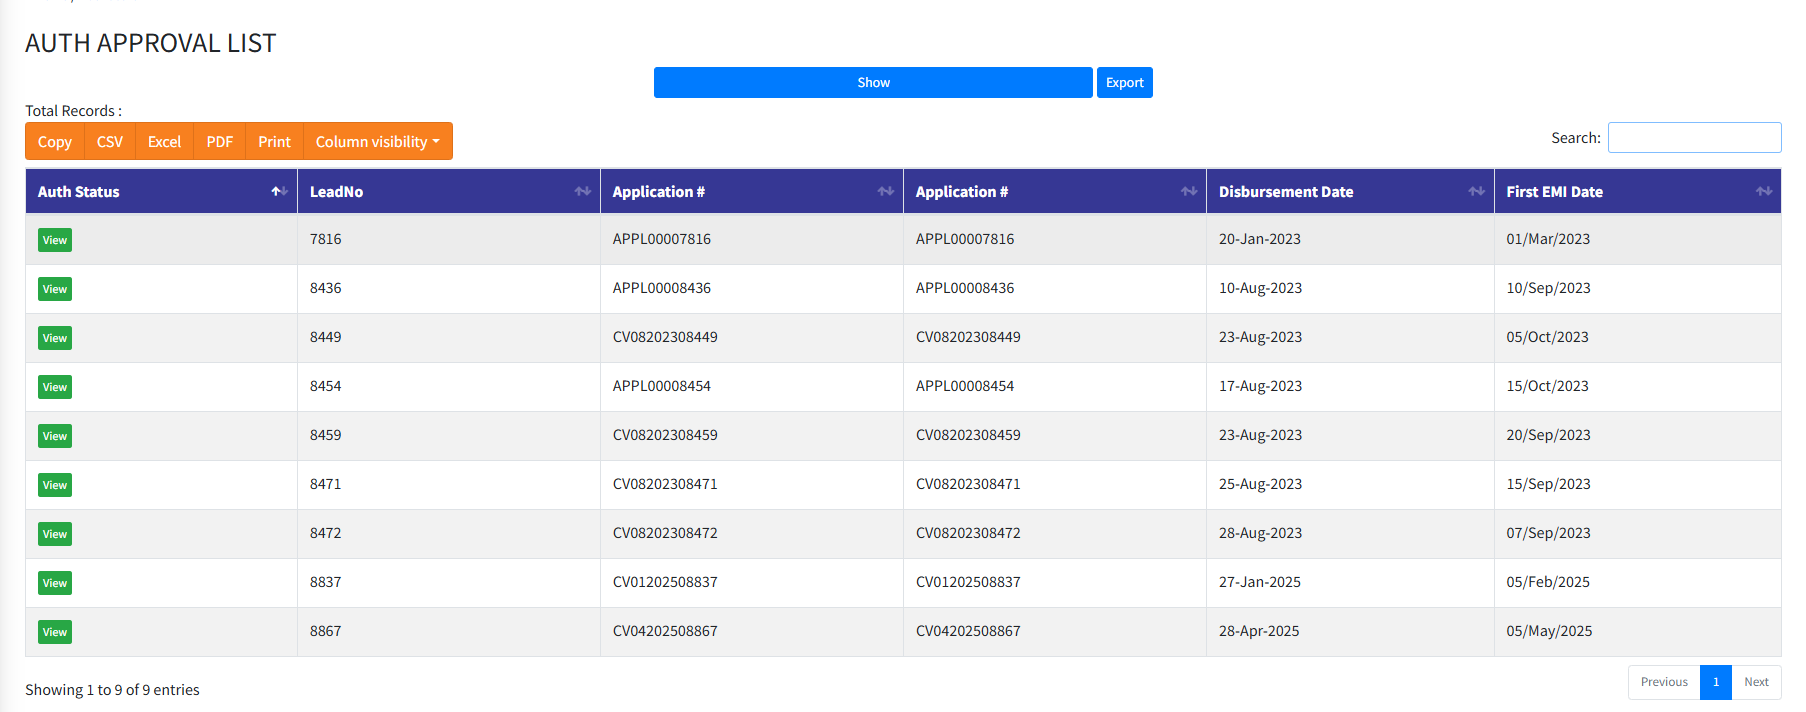 AUTH APPROVAL LIST
Show Export
Total Records :
Copy CSV Excel PDF Print Column visibility
Search:
Auth Status LeadNo Application # Application # Disbursement Date First EMI Date
View 7816 APPL00007816 APPL00007816 20-Jan-2023 01/Mar/2023
View 8436 APPL00008436 APPL00008436 10-Aug-2023 10/Sep/2023
View 8449 CV08202308449 CV08202308449 23-Aug-2023 05/Oct/2023
View 8454 APPL00008454 APPL00008454 17-Aug-2023 15/Oct/2023
View 8459 CV08202308459 CV08202308459 23-Aug-2023 20/Sep/2023
View 8471 CV08202308471 CV08202308471 25-Aug-2023 15/Sep/2023
View 8472 CV08202308472 CV08202308472 28-Aug-2023 07/Sep/2023
View 8837 CV01202508837 CV01202508837 27-Jan-2025 05/Feb/2025
View 8867 CV04202508867 CV04202508867 28-Apr-2025 05/May/2025
Showing 1 to 9 of 9 entries
Previous 1 Next